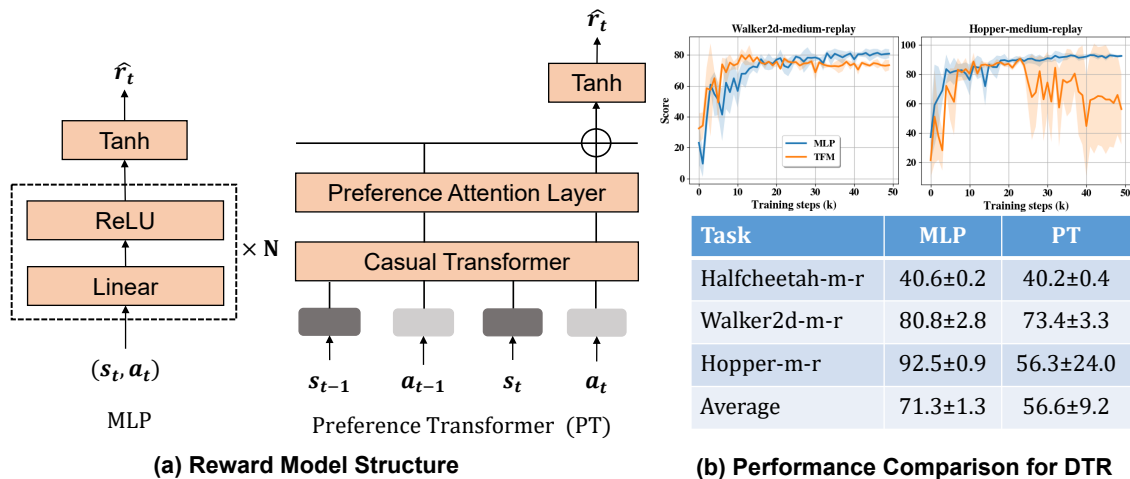 r̂ₜ
Tanh
ReLU
Linear
× N
(sₜ, aₜ)
MLP
r̂ₜ
Tanh
Preference Attention Layer
Casual Transformer
sₜ₋₁ aₜ₋₁ sₜ aₜ
Preference Transformer (PT)
(a) Reward Model Structure
Walker2d-medium-replay
Score
80
60
40
20
0
MLP
TFM
0 10 20 30 40 50
Training steps (k)
Hopper-medium-replay
100
80
60
40
20
0 10 20 30 40 50
Training steps (k)
Task MLP PT
Halfcheetah-m-r 40.6±0.2 40.2±0.4
Walker2d-m-r 80.8±2.8 73.4±3.3
Hopper-m-r 92.5±0.9 56.3±24.0
Average 71.3±1.3 56.6±9.2
(b) Performance Comparison for DTR